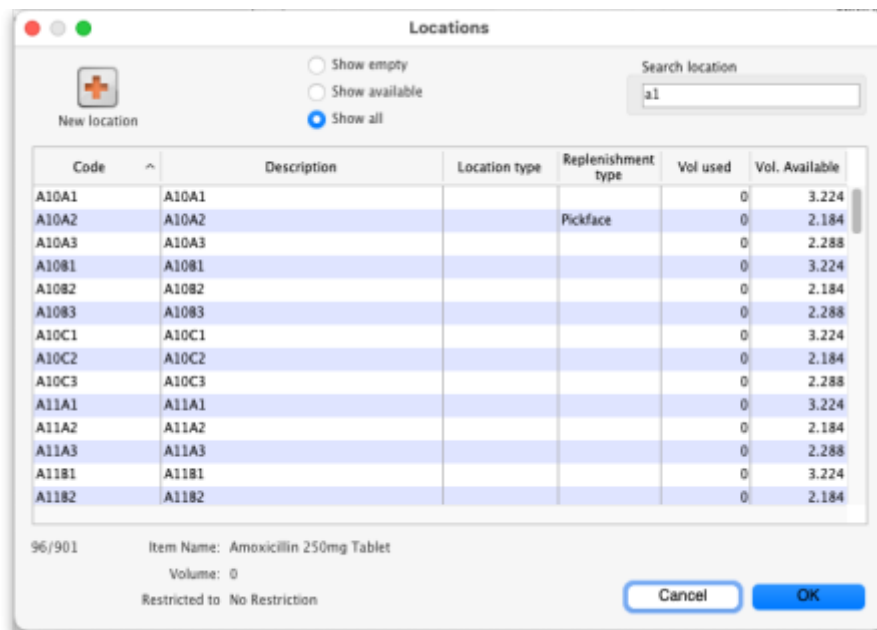 Locations
Show empty
Show available
Show all
New location
Search location
a1
Code Description Location type Replenishment type Vol used Vol. Available
A10A1 A10A1 0 3.224
A10A2 A10A2 Pickface 0 2.184
A10A3 A10A3 0 2.288
A10B1 A10B1 0 3.224
A10B2 A10B2 0 2.184
A10B3 A10B3 0 2.288
A10C1 A10C1 0 3.224
A10C2 A10C2 0 2.184
A10C3 A10C3 0 2.288
A11A1 A11A1 0 3.224
A11A2 A11A2 0 2.184
A11A3 A11A3 0 2.288
A11B1 A11B1 0 3.224
A11B2 A11B2 0 2.184
96/901 Item Name: Amoxicillin 250mg Tablet
Volume: 0
Restricted to No Restriction
Cancel OK